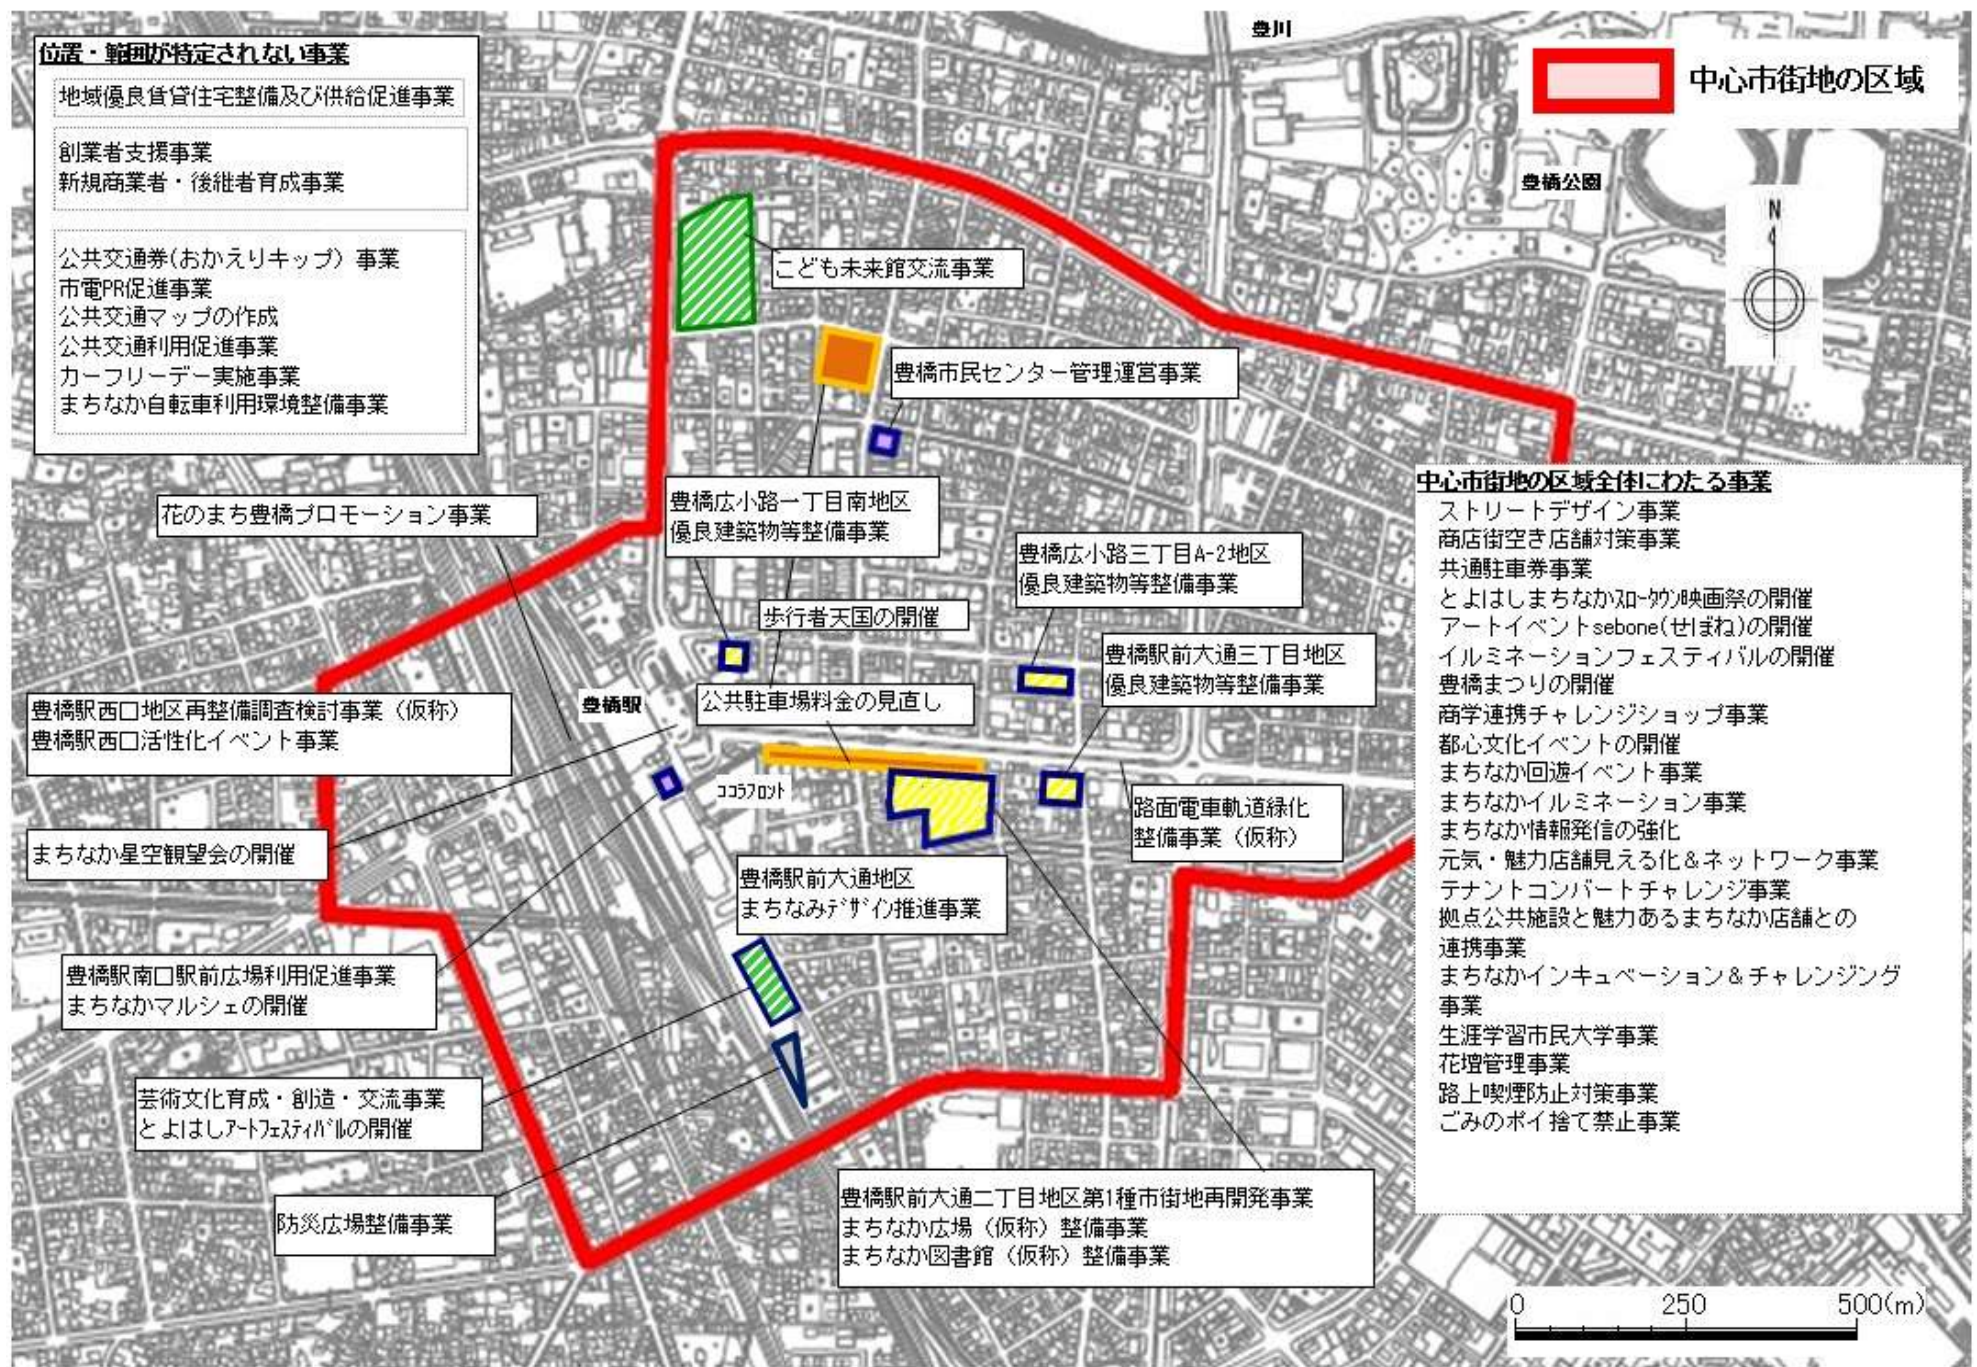 豊川
位置・範囲が特定されない事業
地域優良賃貸住宅整備及び供給促進事業
創業者支援事業
新規商業者・後継者育成事業
公共交通券(おかえりキップ）事業
市電PR促進事業
公共交通マップの作成
公共交通利用促進事業
カーフリーデー実施事業
まちなか自転車利用環境整備事業
中心市街地の区域
豊橋公園
N
こども未来館交流事業
豊橋市民センター管理運営事業
花のまち豊橋プロモーション事業
豊橋広小路一丁目南地区
優良建築物等整備事業
豊橋広小路三丁目A-2地区
優良建築物等整備事業
歩行者天国の開催
豊橋駅前大通三丁目地区
優良建築物等整備事業
豊橋駅
公共駐車場料金の見直し
豊橋駅西口地区再整備調査検討事業（仮称）
豊橋駅西口活性化イベント事業
ココラフロント
路面電車軌道緑化
整備事業（仮称）
まちなか星空観望会の開催
豊橋駅前大通地区
まちなみﾃﾞｻﾞｲﾝ推進事業
豊橋駅南口駅前広場利用促進事業
まちなかマルシェの開催
芸術文化育成・創造・交流事業
とよはしｱｰﾄﾌｪｽﾃｨﾊﾞﾙの開催
防災広場整備事業
豊橋駅前大通二丁目地区第1種市街地再開発事業
まちなか広場（仮称）整備事業
まちなか図書館（仮称）整備事業
中心市街地の区域全体にわたる事業
ストリートデザイン事業
商店街空き店舗対策事業
共通駐車券事業
とよはしまちなかｽﾛｰﾀｳﾝ映画祭の開催
アートイベントsebone(せぼね)の開催
イルミネーションフェスティバルの開催
豊橋まつりの開催
商学連携チャレンジショップ事業
都心文化イベントの開催
まちなか回遊イベント事業
まちなかイルミネーション事業
まちなか情報発信の強化
元気・魅力店舗見える化＆ネットワーク事業
テナントコンバートチャレンジ事業
拠点公共施設と魅力あるまちなか店舗との
連携事業
まちなかインキュベーション＆チャレンジング
事業
生涯学習市民大学事業
花壇管理事業
路上喫煙防止対策事業
ごみのポイ捨て禁止事業
0 250 500(m)